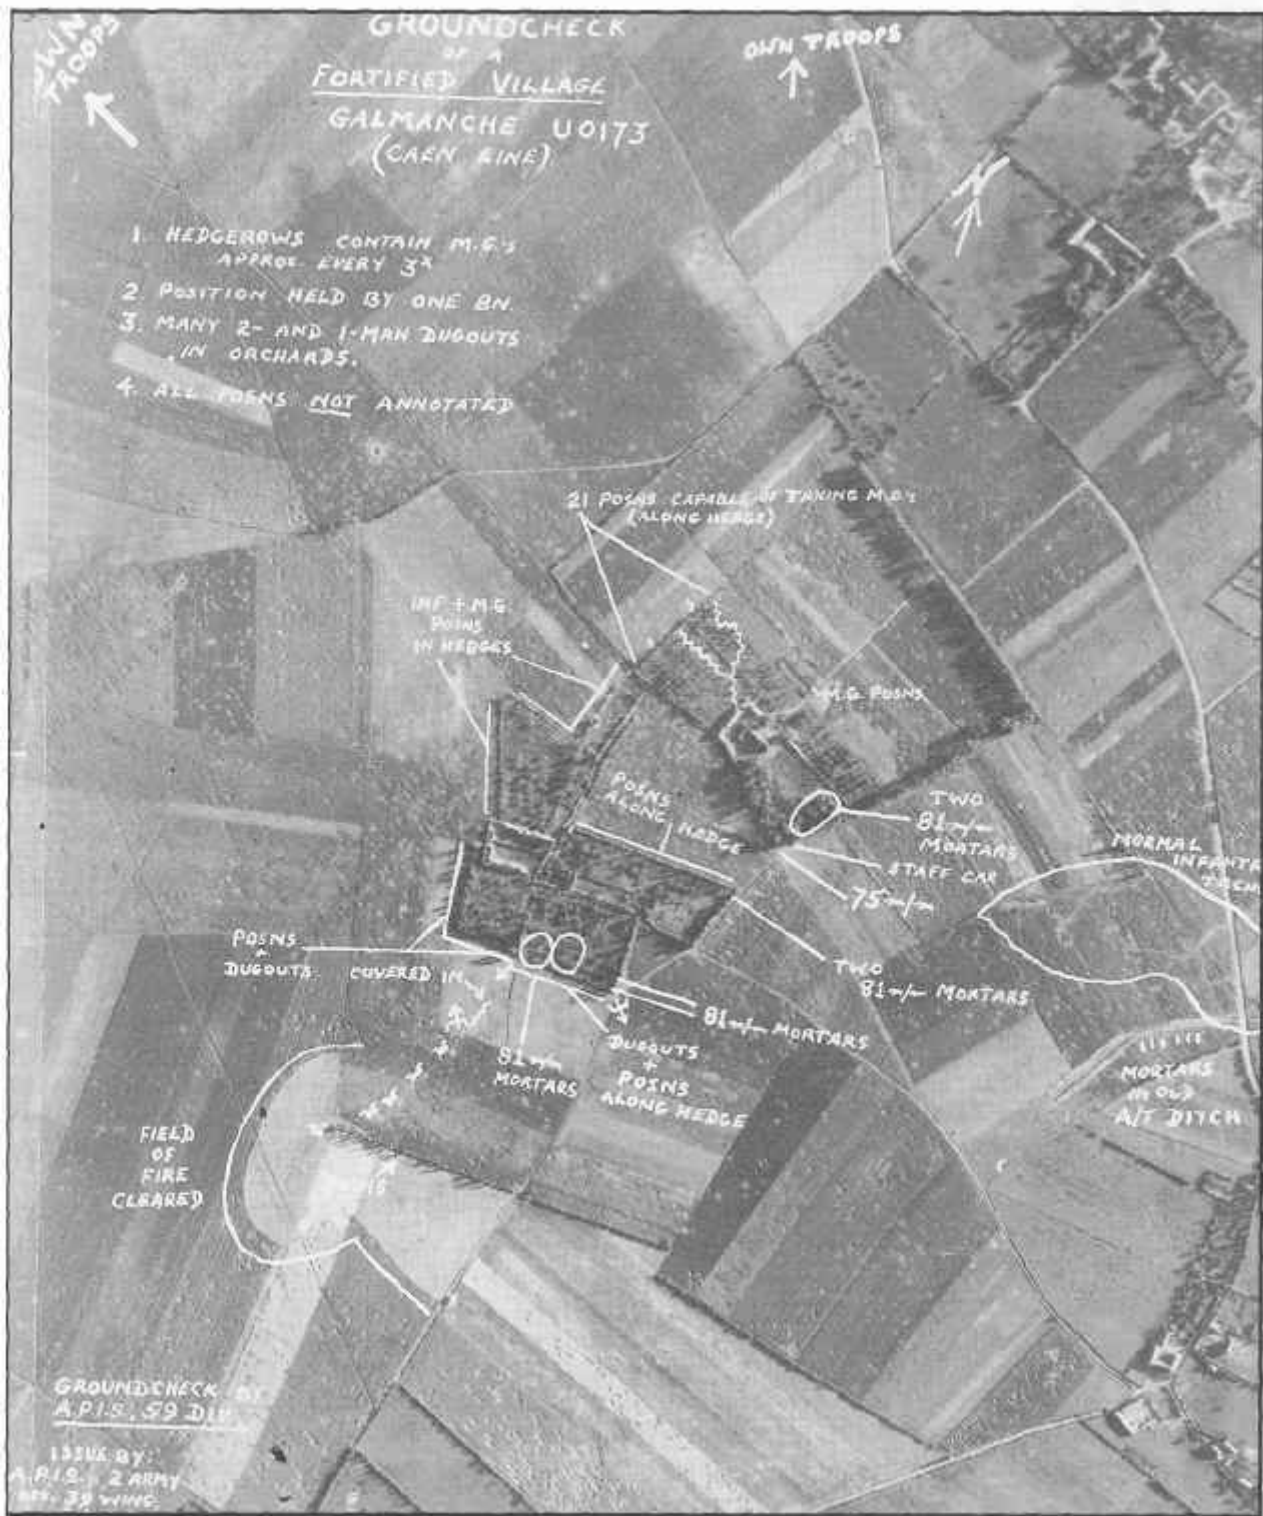 OWN
TROOPS
GROUNDCHECK
OF A
FORTIFIED VILLAGE
GALMANCHE U0173
(CAEN LINE)
OWN TROOPS
1. HEDGEROWS CONTAIN M.G.'s
APPROX. EVERY 3x
2. POSITION HELD BY ONE BN.
3. MANY 2- AND 1-MAN DUGOUTS
IN ORCHARDS.
4. ALL POSNS NOT ANNOTATED
21 POSNS CAPABLE OF TAKING M.G's
(ALONG HEDGE)
INF + M.G.
POSNS
IN HEDGES
M.G. POSNS
POSNS
ALONG HEDGE
TWO
81 m/m
MORTARS
STAFF CAR
75 m/m
NORMAL
INFANT
POSNS
+
DUGOUTS
COVERED IN
TWO
81 m/m MORTARS
81 m/m MORTARS
81 m/m
MORTARS
DUGOUTS
+
POSNS
ALONG HEDGE
MORTARS
IN OLD
A/T DITCH
FIELD
OF
FIRE
CLEARED
GROUNDCHECK BY
A.P.I.S. 59 DIV.
ISSUE BY:
A.P.I.S. 2 ARMY
39 WING.